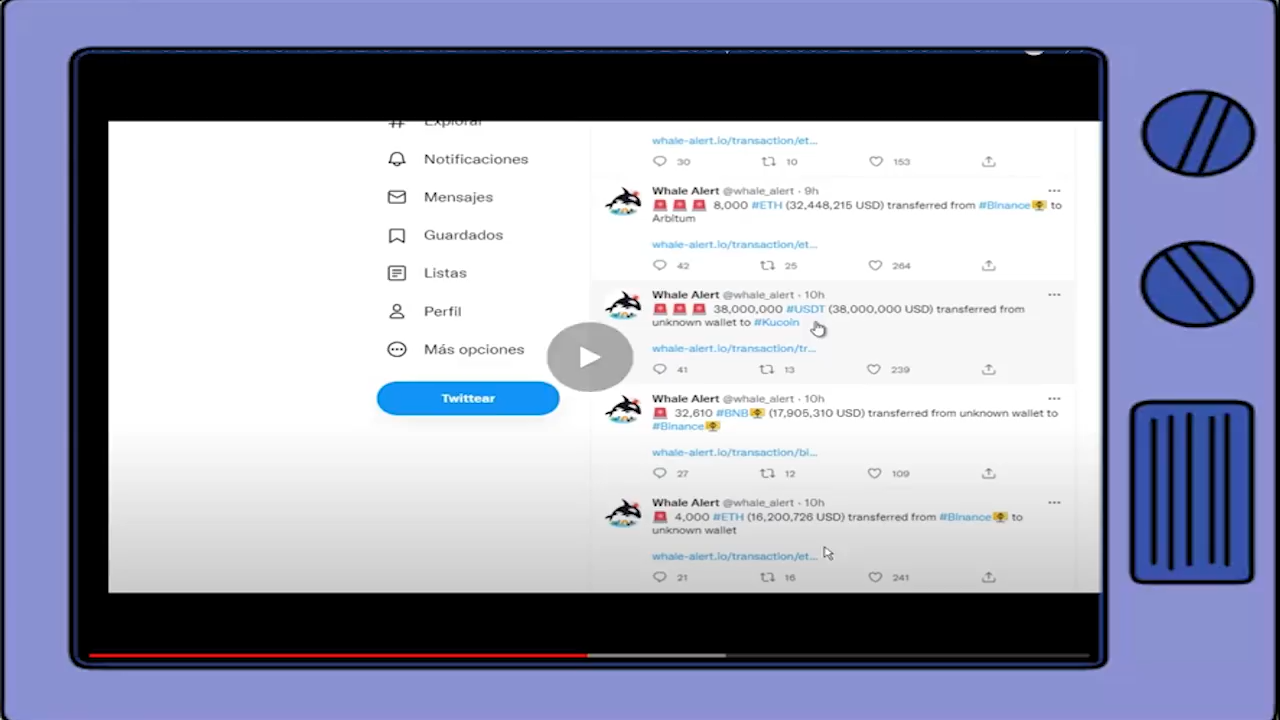 Explorar
Notificaciones
Mensajes
Guardados
Listas
Perfil
Más opciones
Twittear
whale-alert.io/transaction/et...
30 10 153
Whale Alert @whale_alert · 9h
8,000 #ETH (32,448,215 USD) transferred from #Binance to
Arbitum
whale-alert.io/transaction/et...
42 25 264
Whale Alert @whale_alert · 10h
38,000,000 #USDT (38,000,000 USD) transferred from
unknown wallet to #Kucoin
whale-alert.io/transaction/tr...
41 13 239
Whale Alert @whale_alert · 10h
32,610 #BNB (17,905,310 USD) transferred from unknown wallet to
#Binance
whale-alert.io/transaction/bi...
27 12 109
Whale Alert @whale_alert · 10h
4,000 #ETH (16,200,726 USD) transferred from #Binance to
unknown wallet
whale-alert.io/transaction/et...
21 16 241